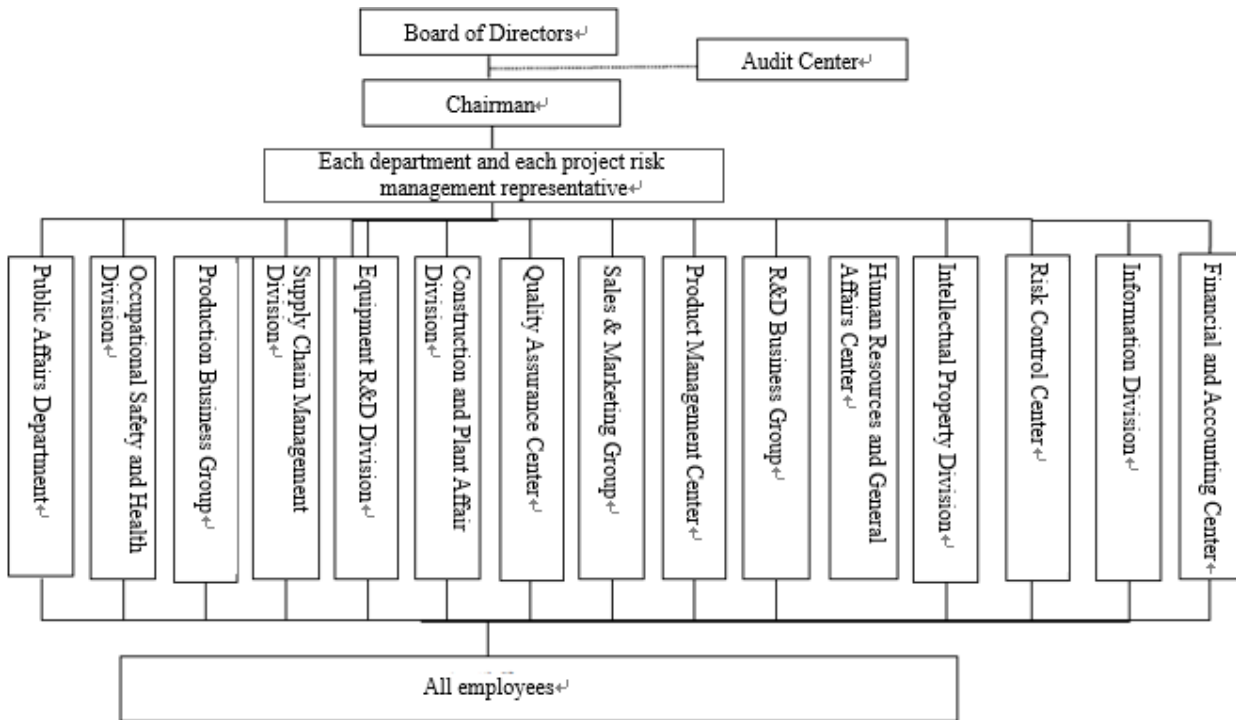 Board of Directors↵
Audit Center↵
Chairman↵
Each department and each project risk
management representative↵
Public Affairs Department↵
Occupational Safety and Health
Division↵
Production Business Group↵
Supply Chain Management
Division↵
Equipment R&D Division↵
Construction and Plant Affair
Division↵
Quality Assurance Center↵
Sales & Marketing Group↵
Product Management Center↵
R&D Business Group↵
Human Resources and General
Affairs Center↵
Intellectual Property Division↵
Risk Control Center↵
Information Division↵
Financial and Accounting Center↵
All employees↵